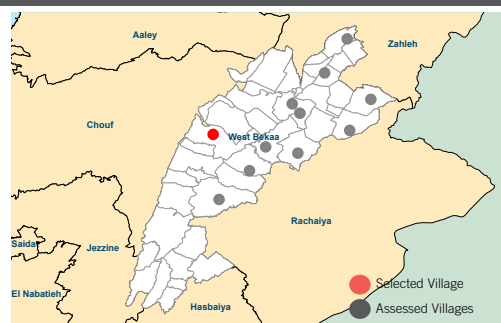 Aaley
Zahleh
Chouf
West Bekaa
Rachaiya
Saida
Jezzine
El Nabatieh
Hasbaiya
Selected Village
Assessed Villages